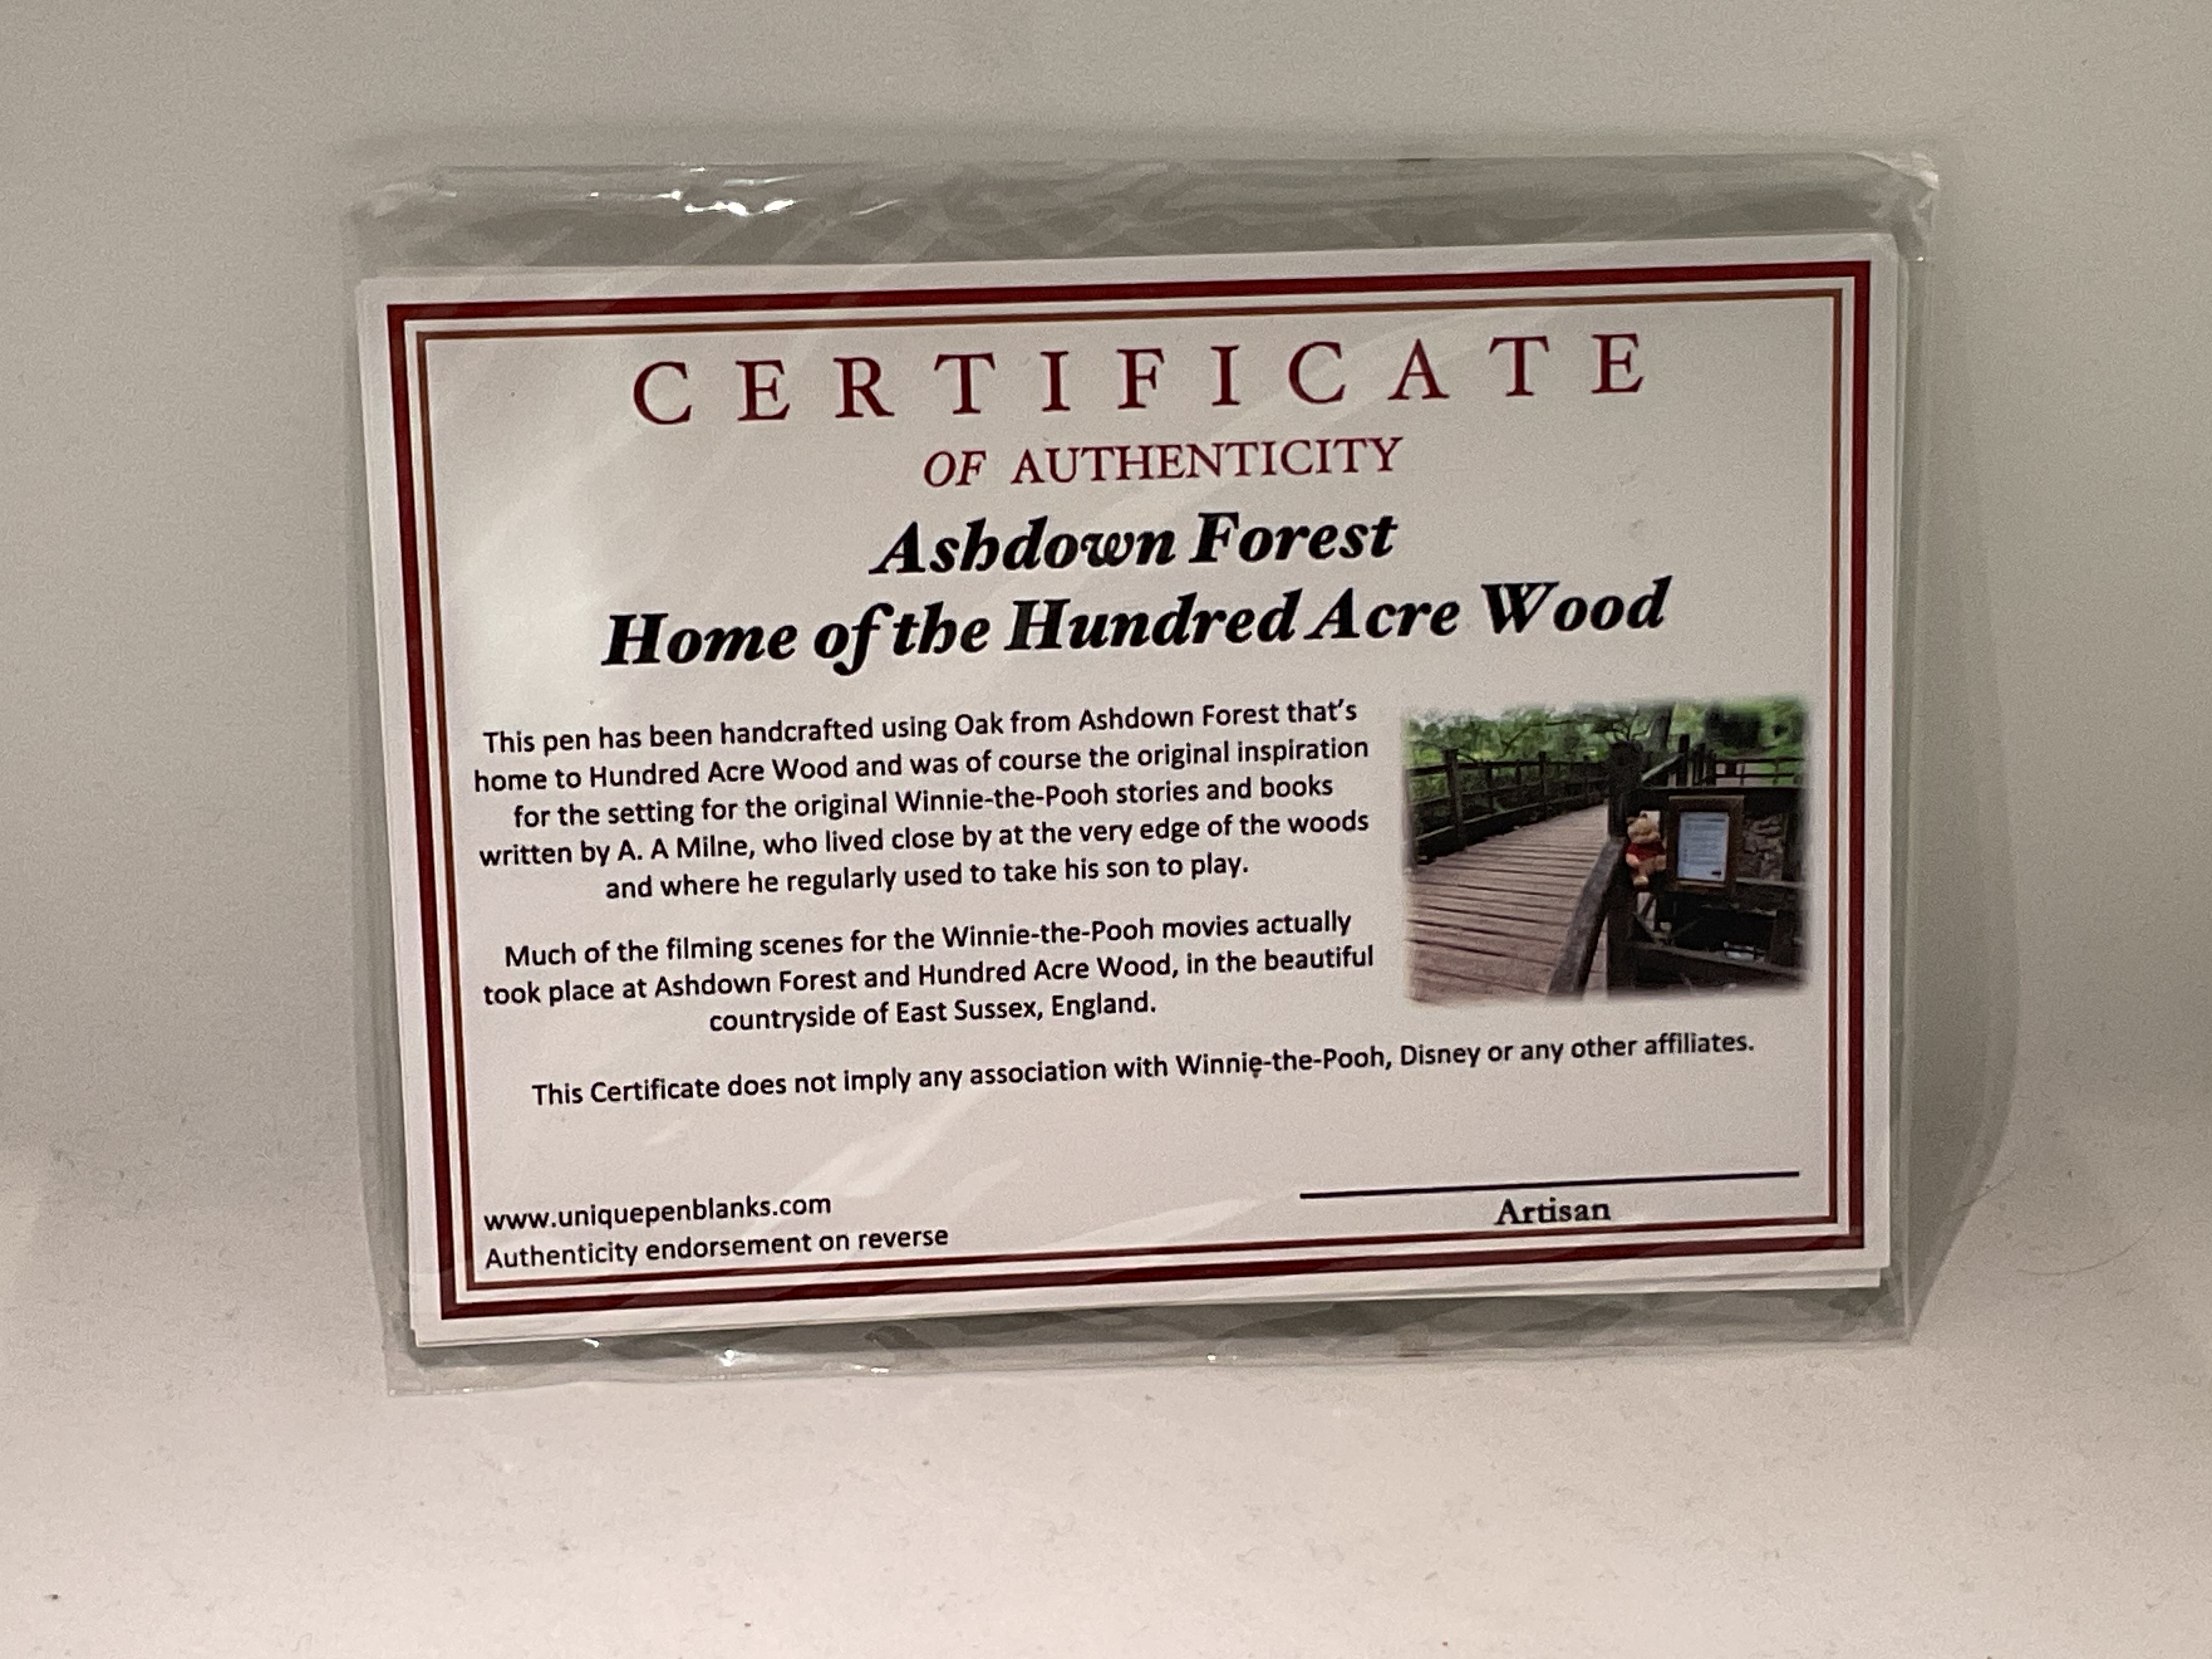 CERTIFICATE
OF AUTHENTICITY
Ashdown Forest
Home of the Hundred Acre Wood
This pen has been handcrafted using Oak from Ashdown Forest that's
home to Hundred Acre Wood and was of course the original inspiration
for the setting for the original Winnie-the-Pooh stories and books
written by A. A Milne, who lived close by at the very edge of the woods
and where he regularly used to take his son to play.
Much of the filming scenes for the Winnie-the-Pooh movies actually
took place at Ashdown Forest and Hundred Acre Wood, in the beautiful
countryside of East Sussex, England.
This Certificate does not imply any association with Winnie-the-Pooh, Disney or any other affiliates.
www.uniquepenblanks.com
Authenticity endorsement on reverse
Artisan